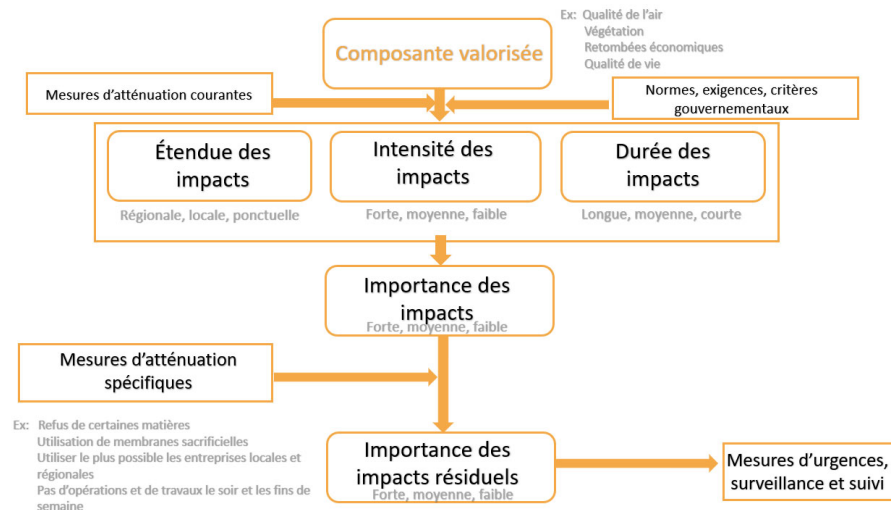 Composante valorisée
Ex: Qualité de l'air
Végétation
Retombées économiques
Qualité de vie
Mesures d'atténuation courantes
Normes, exigences, critères
gouvernementaux
Étendue des
impacts
Régionale, locale, ponctuelle
Intensité des
impacts
Forte, moyenne, faible
Durée des
impacts
Longue, moyenne, courte
Importance des
impacts
Forte, moyenne, faible
Mesures d'atténuation
spécifiques
Ex: Refus de certaines matières
Utilisation de membranes sacrificielles
Utiliser le plus possible les entreprises locales et
régionales
Pas d'opérations et de travaux le soir et les fins de
semaine
Importance des
impacts résiduels
Forte, moyenne, faible
Mesures d'urgences,
surveillance et suivi